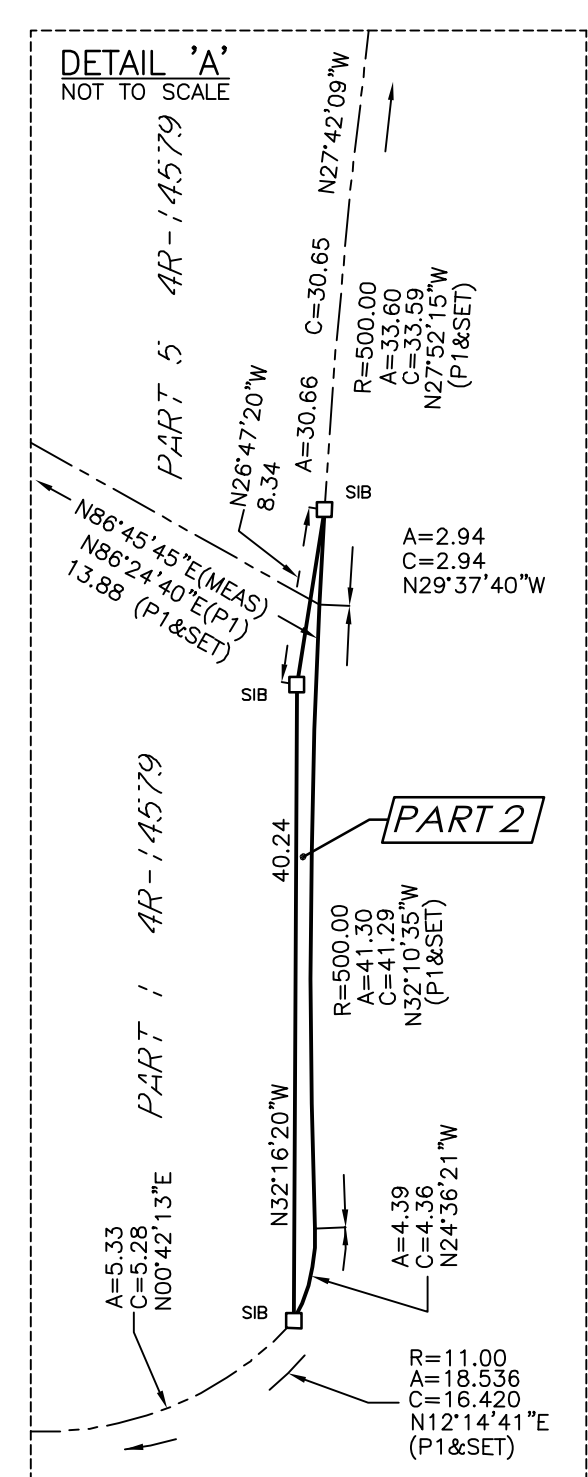 DETAIL 'A'
NOT TO SCALE
PART 5 4R-14579
N27°42'09"W
C=30.65
A=30.66
R=500.00
A=33.60
C=33.59
N27°52'15"W
(P1&SET)
N26°47'20"W
8.34
SIB
N86°45'45"E(MEAS)
N86°24'40"E(P1)
13.88 (P1&SET)
A=2.94
C=2.94
N29°37'40"W
SIB
PART 1 4R-14579
40.24
PART 2
R=500.00
A=41.30
C=41.29
N32°10'35"W
(P1&SET)
N32°16'20"W
A=4.39
C=4.36
N24°36'21"W
A=5.33
C=5.28
N00°42'13"E
SIB
R=11.00
A=18.536
C=16.420
N12°14'41"E
(P1&SET)